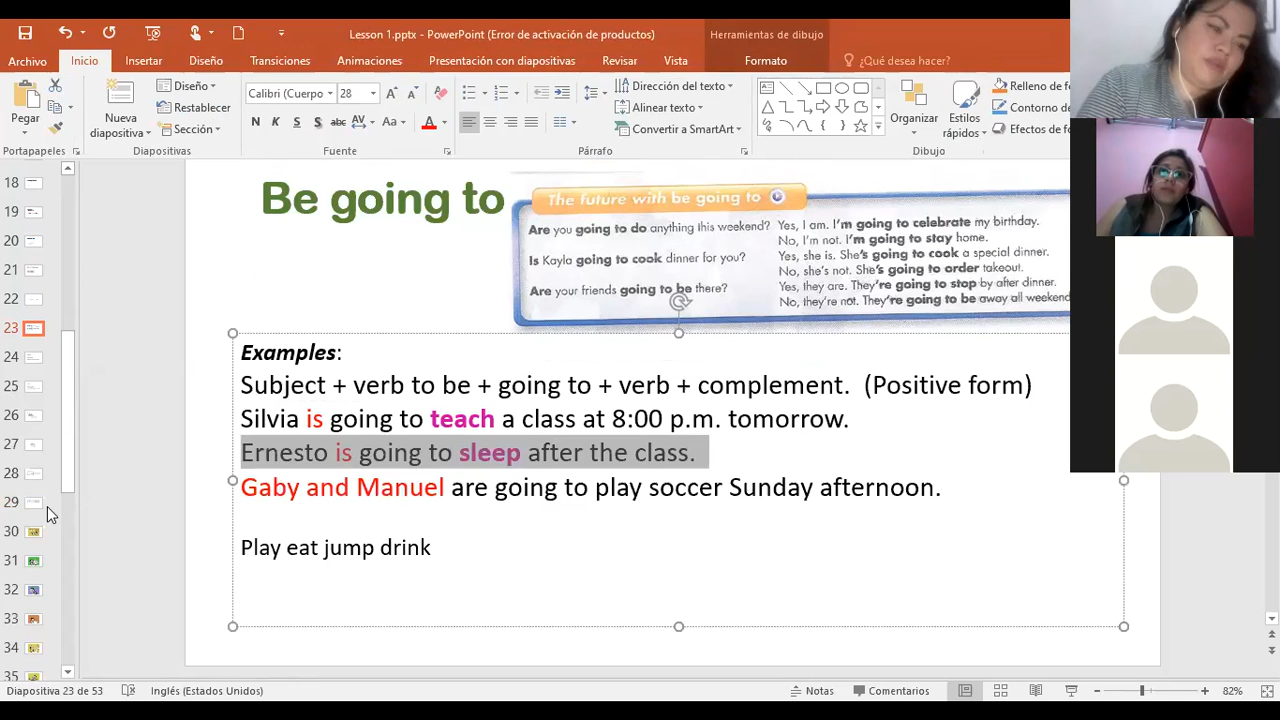 Lesson 1.pptx - PowerPoint (Error de activación de productos)
Herramientas de dibujo
Archivo Inicio Insertar Diseño Transiciones Animaciones Presentación con diapositivas Revisar Vista Formato ¿Qué desea hacer?
Pegar
Nueva diapositiva
Diseño
Restablecer
Sección
Calibri (Cuerpo) 28
N K S abc AV Aa A
Dirección del texto
Alinear texto
Convertir a SmartArt
Organizar
Estilos rápidos
Relleno de fo
Contorno de
Efectos de fo
Portapapeles Diapositivas Fuente Párrafo Dibujo
18
19
20
21
22
23
24
25
26
27
28
29
30
31
32
33
34
35
Be going to
The future with be going to
Are you going to do anything this weekend? Yes, I am. I'm going to celebrate my birthday.
No, I'm not. I'm going to stay home.
Is Kayla going to cook dinner for you? Yes, she is. She's going to cook a special dinner.
No, she's not. She's going to order takeout.
Are your friends going to be there? Yes, they are. They're going to stop by after dinner.
No, they're not. They're going to be away all weekend
Examples:
Subject + verb to be + going to + verb + complement. (Positive form)
Silvia is going to teach a class at 8:00 p.m. tomorrow.
Ernesto is going to sleep after the class.
Gaby and Manuel are going to play soccer Sunday afternoon.
Play eat jump drink
Diapositiva 23 de 53 Inglés (Estados Unidos) Notas Comentarios 82%